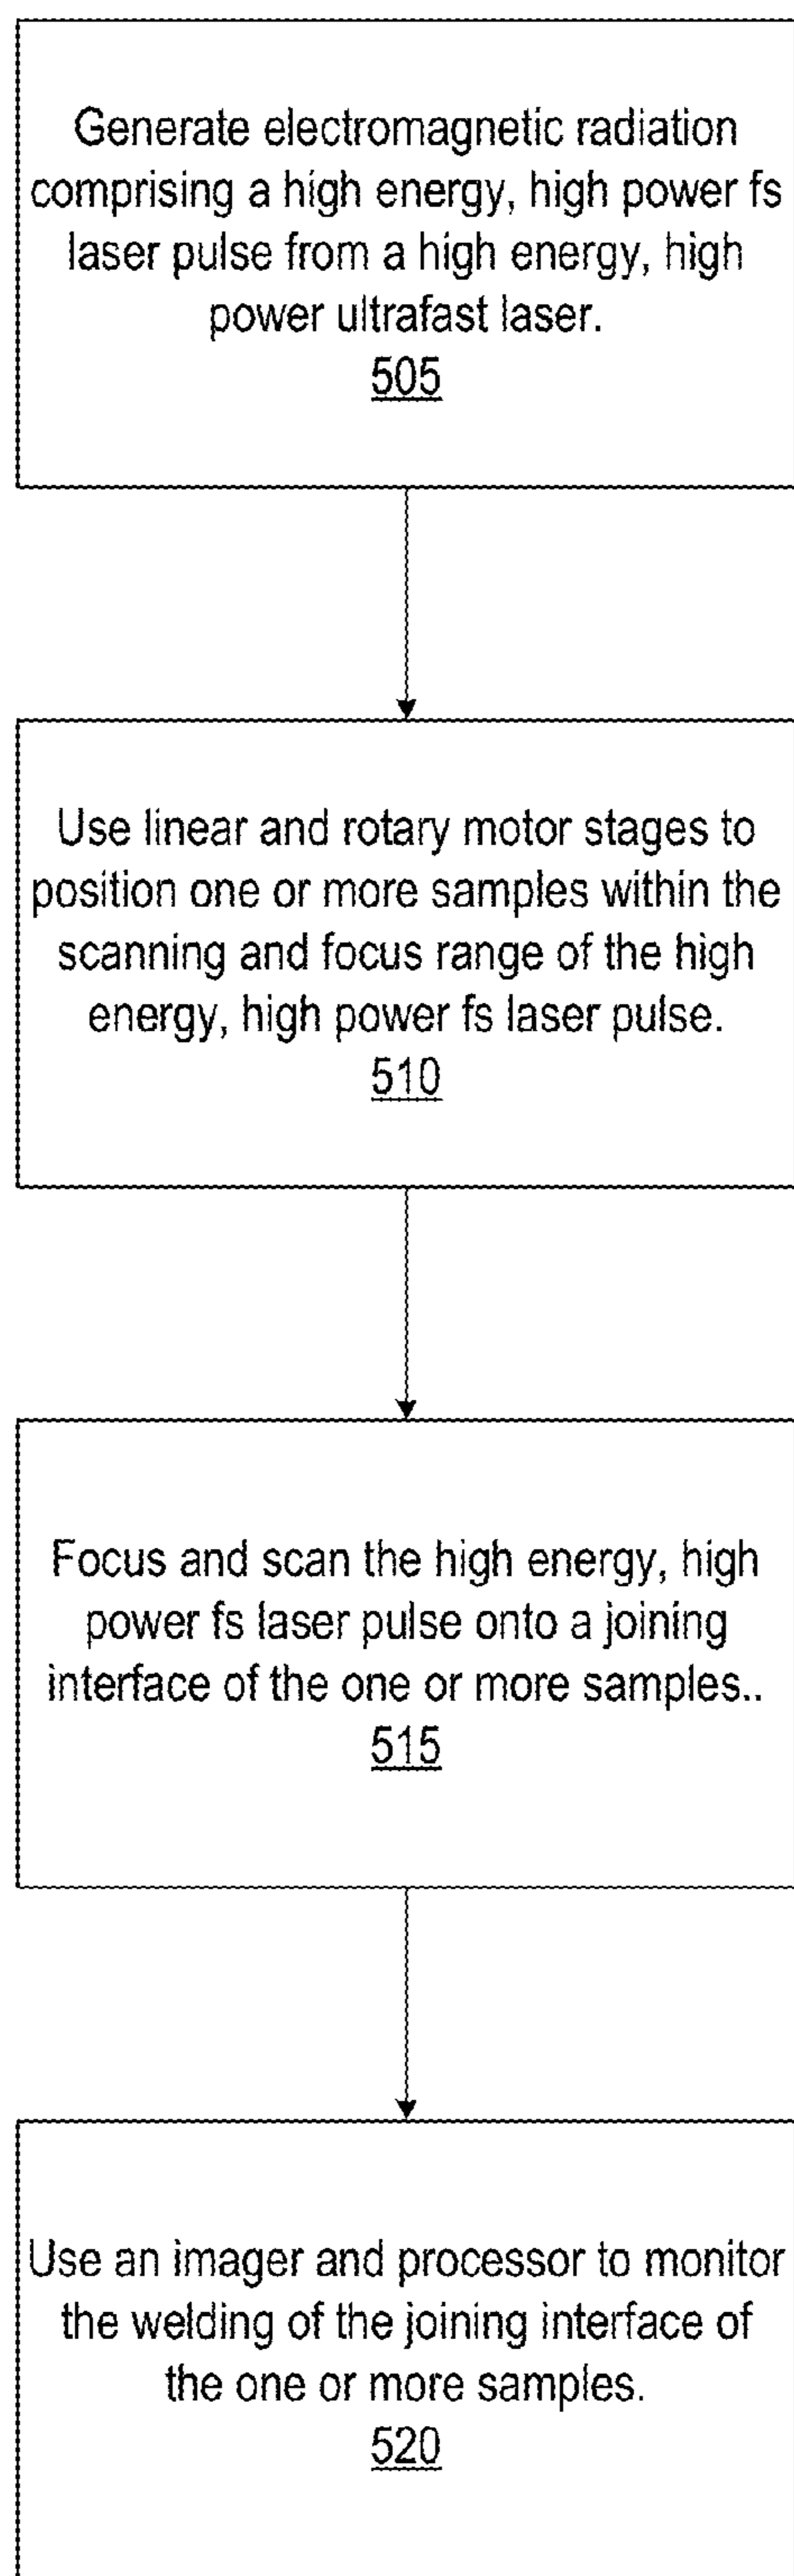 Generate electromagnetic radiation
comprising a high energy, high power fs
laser pulse from a high energy, high
power ultrafast laser.
505
Use linear and rotary motor stages to
position one or more samples within the
scanning and focus range of the high
energy, high power fs laser pulse.
510
Focus and scan the high energy, high
power fs laser pulse onto a joining
interface of the one or more samples..
515
Use an imager and processor to monitor
the welding of the joining interface of
the one or more samples.
520